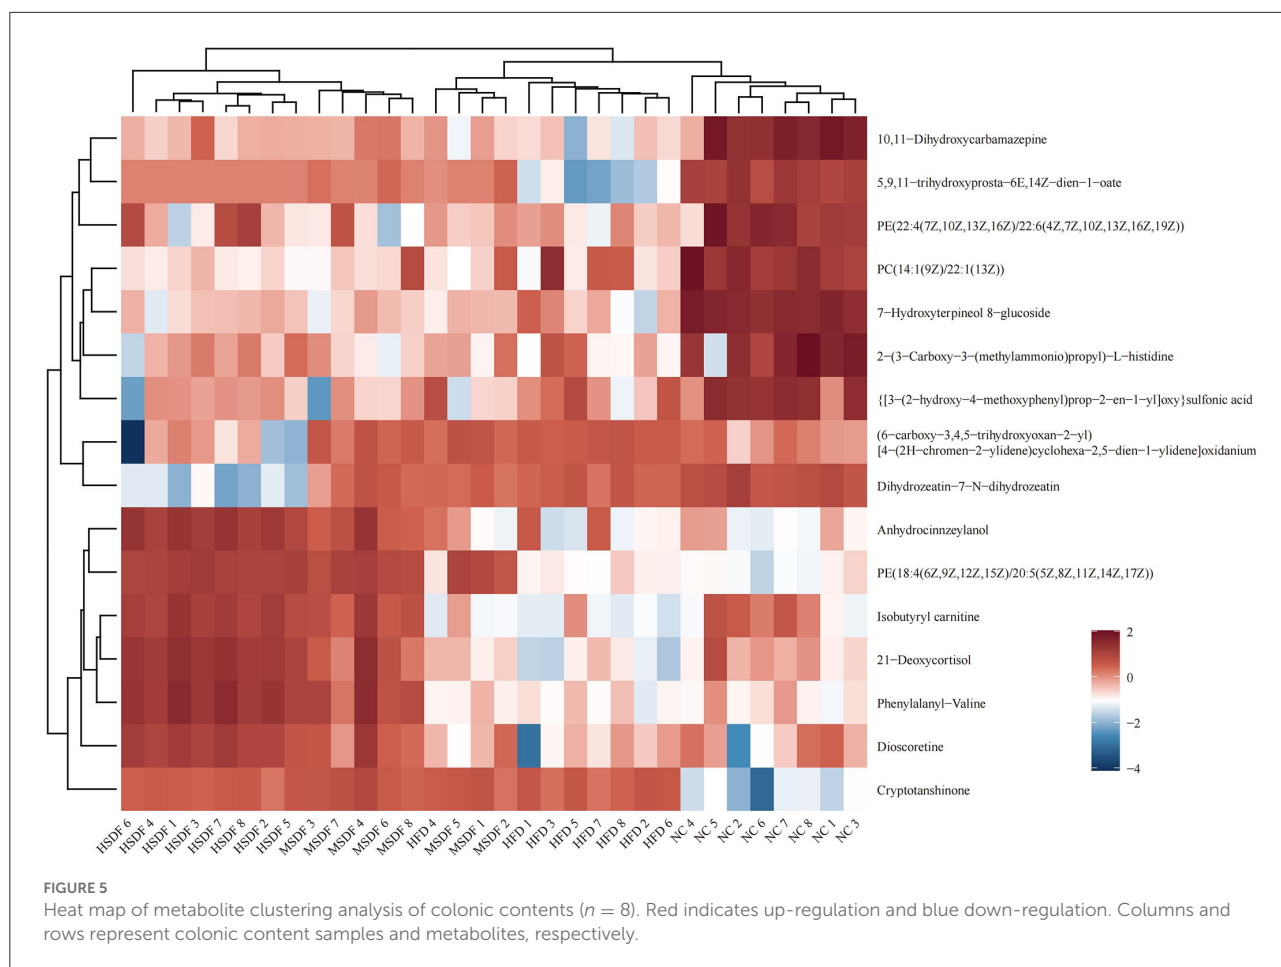 10,11−Dihydroxycarbamazepine
5,9,11−trihydroxyprosta−6E,14Z−dien−1−oate
PE(22:4(7Z,10Z,13Z,16Z)/22:6(4Z,7Z,10Z,13Z,16Z,19Z))
PC(14:1(9Z)/22:1(13Z))
7−Hydroxyterpineol 8−glucoside
2−(3−Carboxy−3−(methylammonio)propyl)−L−histidine
{[3−(2−hydroxy−4−methoxyphenyl)prop−2−en−1−yl]oxy}sulfonic acid
(6−carboxy−3,4,5−trihydroxyoxan−2−yl)
[4−(2H−chromen−2−ylidene)cyclohexa−2,5−dien−1−ylidene]oxidanium
Dihydrozeatin−7−N−dihydrozeatin
Anhydrocinnzeylanol
PE(18:4(6Z,9Z,12Z,15Z)/20:5(5Z,8Z,11Z,14Z,17Z))
Isobutyryl carnitine
21−Deoxycortisol
Phenylalanyl−Valine
Dioscoretine
Cryptotanshinone
2
0
−2
−4
HSDF 6
HSDF 4
HSDF 1
HSDF 3
HSDF 7
HSDF 8
HSDF 2
HSDF 5
MSDF 3
MSDF 7
MSDF 4
MSDF 6
MSDF 8
HFD 4
MSDF 5
MSDF 1
MSDF 2
HFD 1
HFD 3
HFD 5
HFD 7
HFD 8
HFD 2
HFD 6
NC 4
NC 5
NC 2
NC 6
NC 7
NC 8
NC 1
NC 3
FIGURE 5
Heat map of metabolite clustering analysis of colonic contents (n = 8). Red indicates up-regulation and blue down-regulation. Columns and
rows represent colonic content samples and metabolites, respectively.